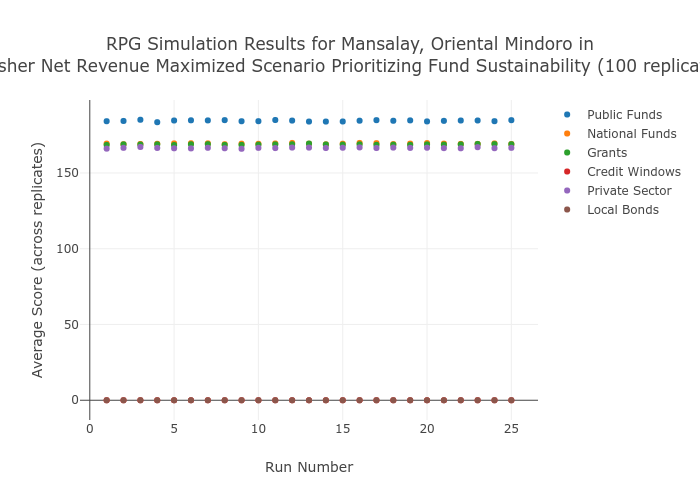 RPG Simulation Results for Mansalay, Oriental Mindoro in
Net Revenue Maximized Scenario Prioritizing Fund Sustainability (100
Public Funds
National Funds
Grants
Credit Windows
Private Sector
Local Bonds
Average Score (across replicates)
150
100
50
0
0 5 10 15 20 25
Run Number